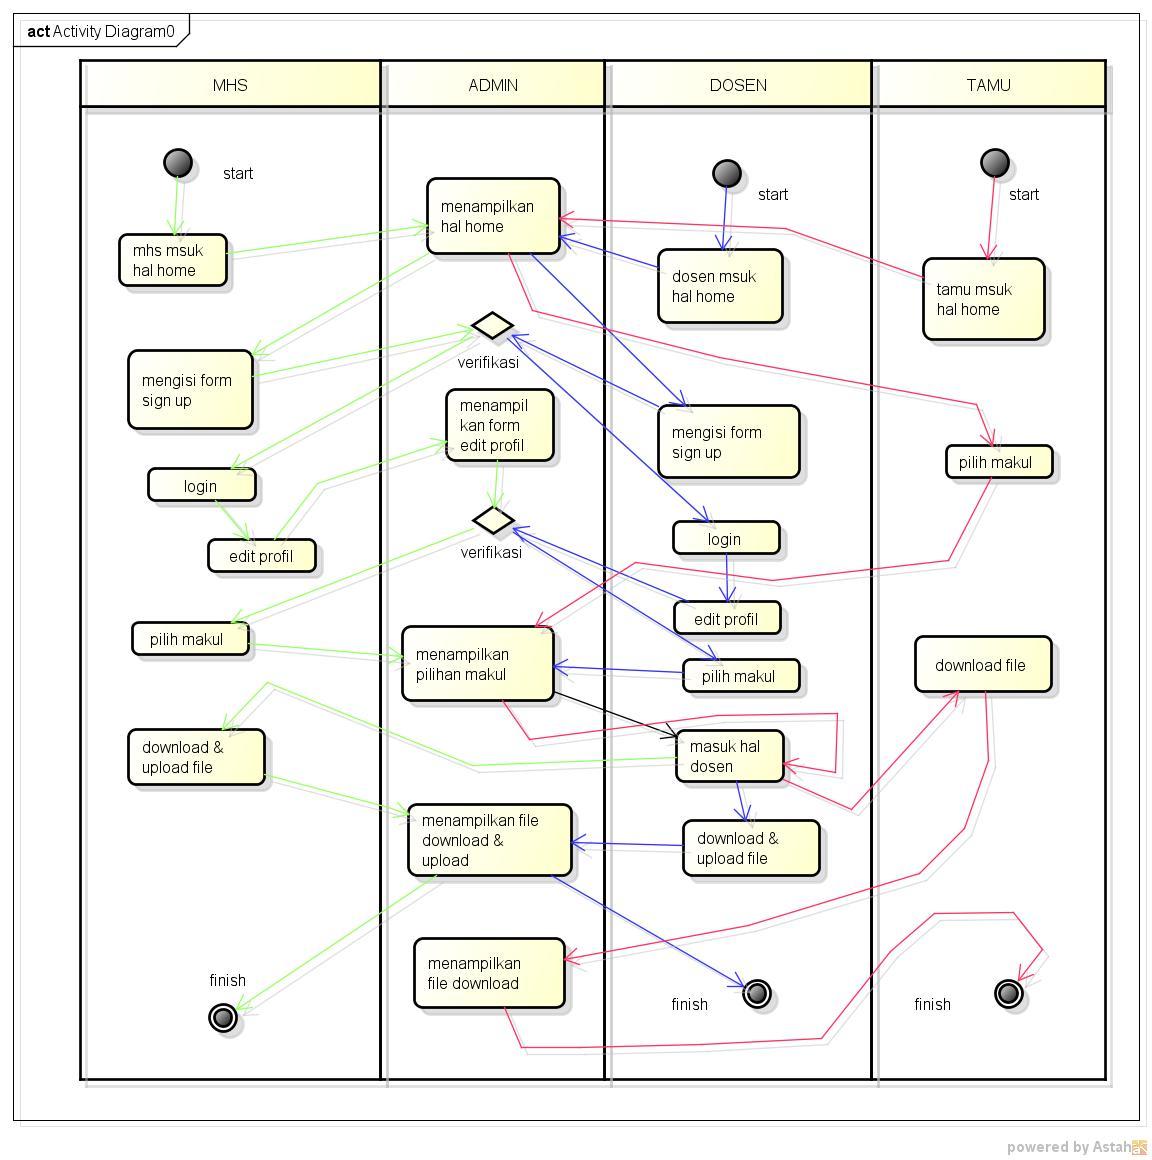 act Activity Diagram0
MHS
ADMIN
DOSEN
TAMU
start
start
start
menampilkan
hal home
mhs msuk
hal home
dosen msuk
hal home
tamu msuk
hal home
verifikasi
mengisi form
sign up
menampil
kan form
edit profil
mengisi form
sign up
pilih makul
login
login
edit profil
verifikasi
edit profil
pilih makul
menampilkan
pilihan makul
pilih makul
download file
download &
upload file
masuk hal
dosen
menampilkan file
download &
upload
download &
upload file
menampilkan
file download
finish
finish
finish
powered by Astah